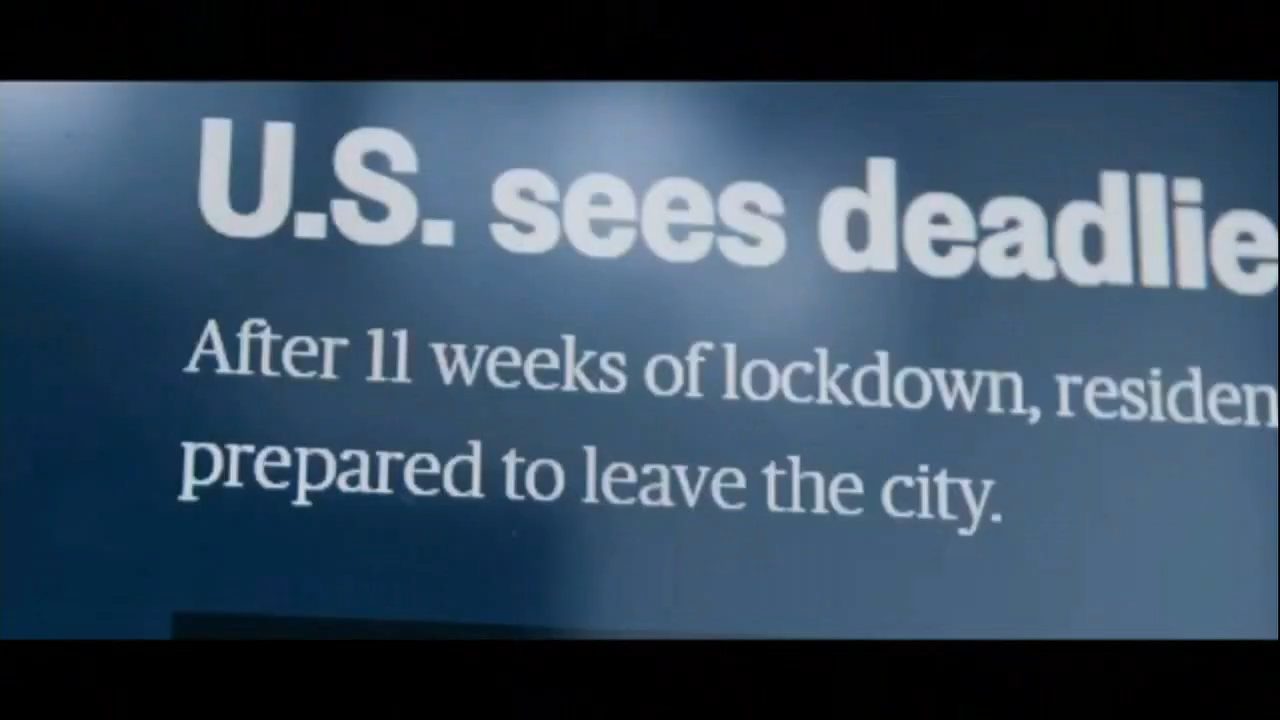 U.S. sees deadlie
After 11 weeks of lockdown, residen
prepared to leave the city.